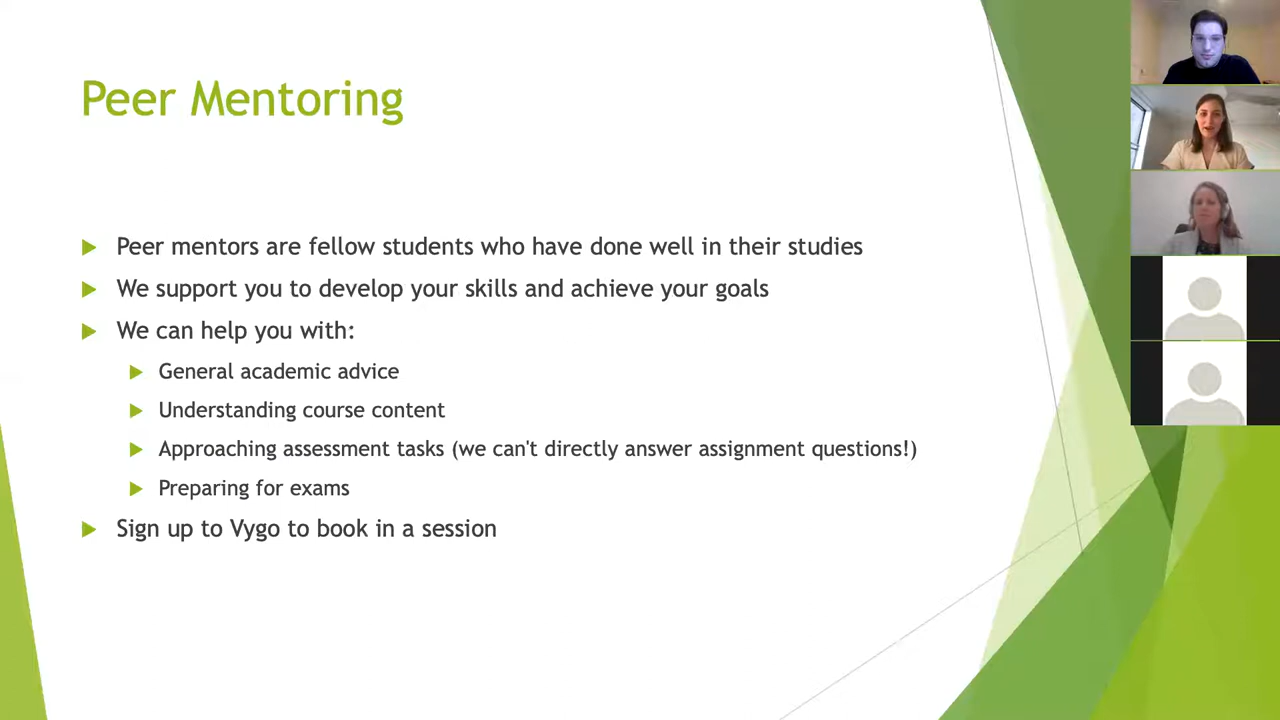 Peer Mentoring
Peer mentors are fellow students who have done well in their studies
We support you to develop your skills and achieve your goals
We can help you with:
General academic advice
Understanding course content
Approaching assessment tasks (we can't directly answer assignment questions!)
Preparing for exams
Sign up to Vygo to book in a session